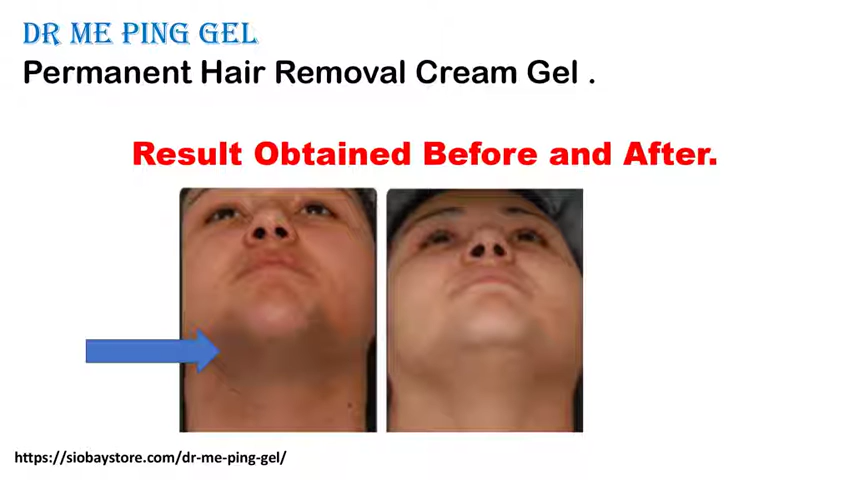 DR ME PING GEL
Permanent Hair Removal Cream Gel .
Result Obtained Before and After.
https://siobaystore.com/dr-me-ping-gel/